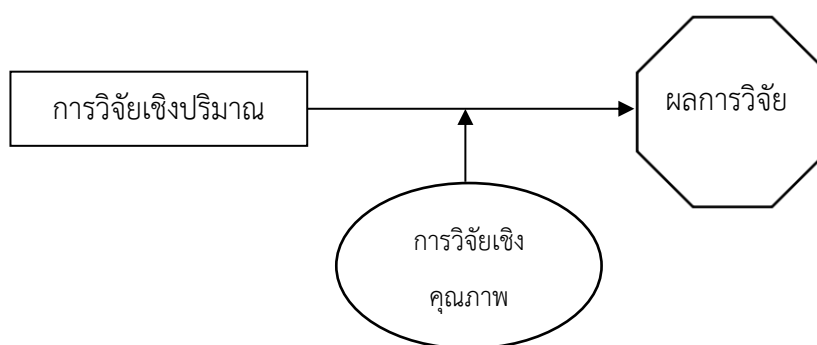 การวิจัยเชิงปริมาณ
ผลการวิจัย
การวิจัยเชิง
คุณภาพ